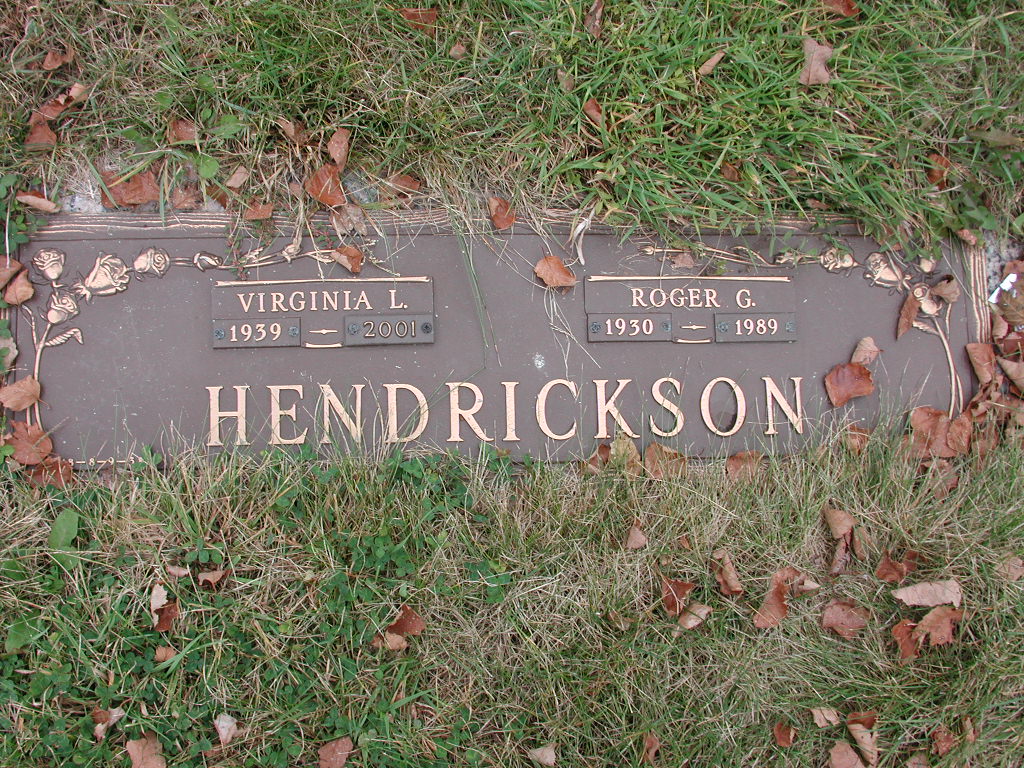 VIRGINIA L.
1939 – 2001
ROGER G.
1930 – 1989
HENDRICKSON